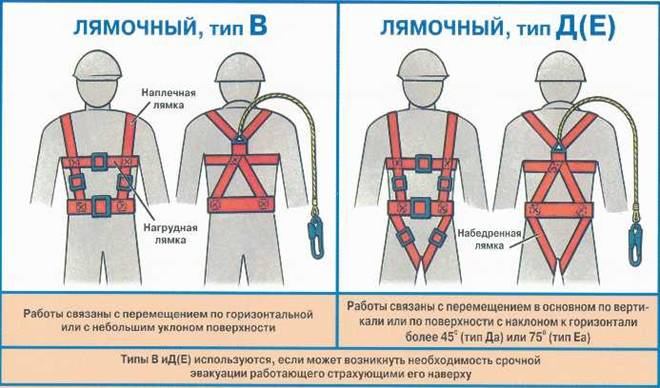 ЛЯМОЧНЫЙ, тип В
Наплечная
лямка
Нагрудная
лямка
Работы связаны с перемещением по горизонтальной
или с небольшим уклоном поверхности
ЛЯМОЧНЫЙ, тип Д(Е)
Набедренная
лямка
Работы связаны с перемещением в основном по верти-
кали или по поверхности с наклоном к горизонтали
более 45° (тип Да) или 75° (тип Еа)
Типы В иД(Е) используются, если может возникнуть необходимость срочной
эвакуации работающего страхующими его наверху